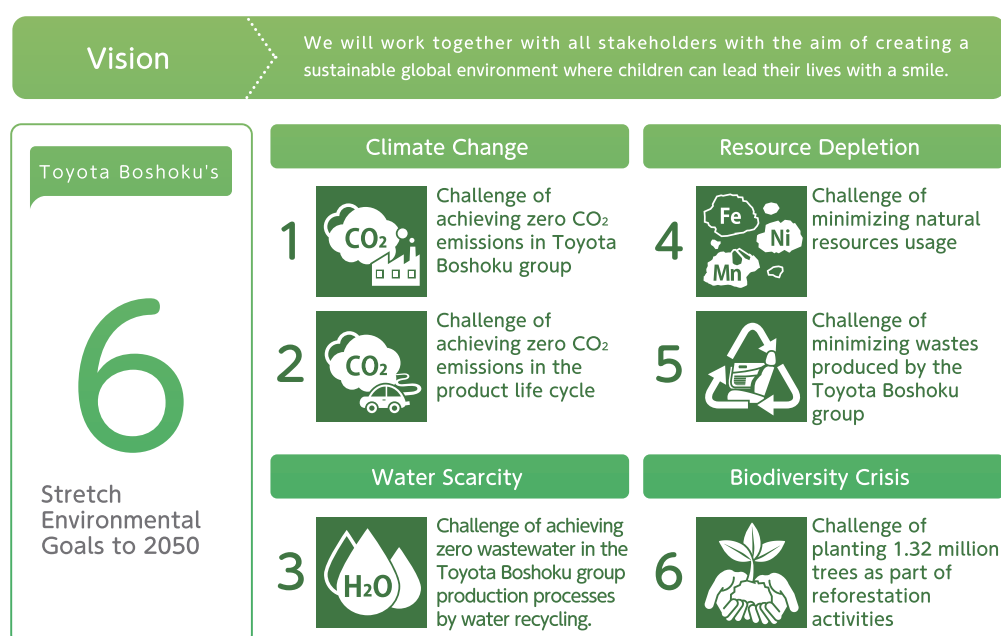 Vision
We will work together with all stakeholders with the aim of creating a
sustainable global environment where children can lead their lives with a smile.
Toyota Boshoku's
6
Stretch
Environmental
Goals to 2050
Climate Change
1
CO₂
Challenge of
achieving zero CO₂
emissions in Toyota
Boshoku group
2
CO₂
Challenge of
achieving zero CO₂
emissions in the
product life cycle
Resource Depletion
4
Fe
Ni
Mn
Challenge of
minimizing natural
resources usage
5
Challenge of
minimizing wastes
produced by the
Toyota Boshoku
group
Water Scarcity
3
H₂O
Challenge of achieving
zero wastewater in the
Toyota Boshoku group
production processes
by water recycling.
Biodiversity Crisis
6
Challenge of
planting 1.32 million
trees as part of
reforestation
activities